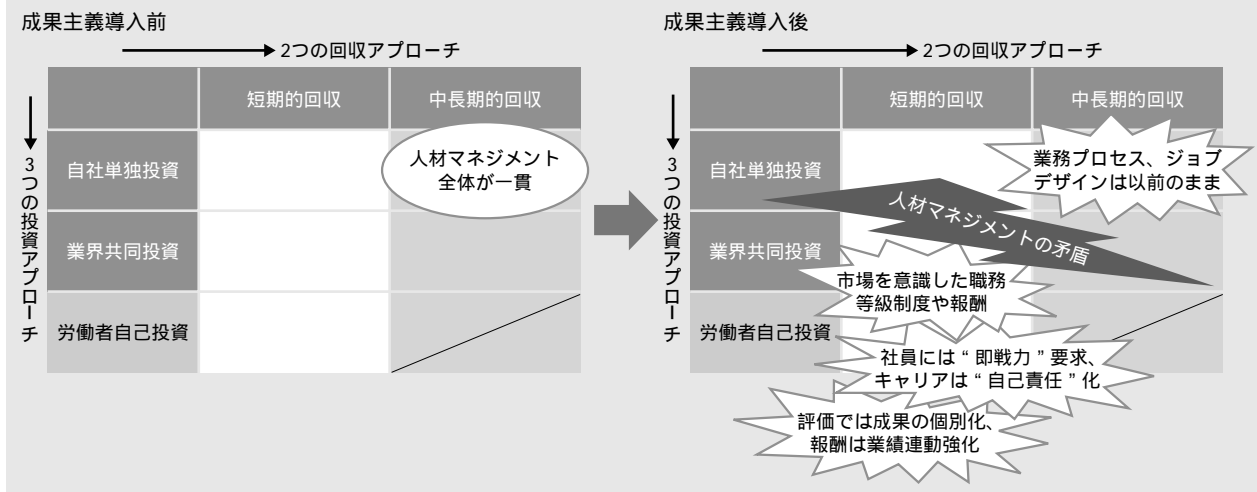 成果主義導入前
2つの回収アプローチ
3つの投資アプローチ
短期的回収
中長期的回収
自社単独投資
人材マネジメント
全体が一貫
業界共同投資
労働者自己投資
成果主義導入後
2つの回収アプローチ
3つの投資アプローチ
短期的回収
中長期的回収
自社単独投資
業務プロセス、ジョブ
デザインは以前のまま
人材マネジメントの矛盾
業界共同投資
市場を意識した職務
等級制度や報酬
労働者自己投資
社員には“即戦力”要求、
キャリアは“自己責任”化
評価では成果の個別化、
報酬は業績連動強化